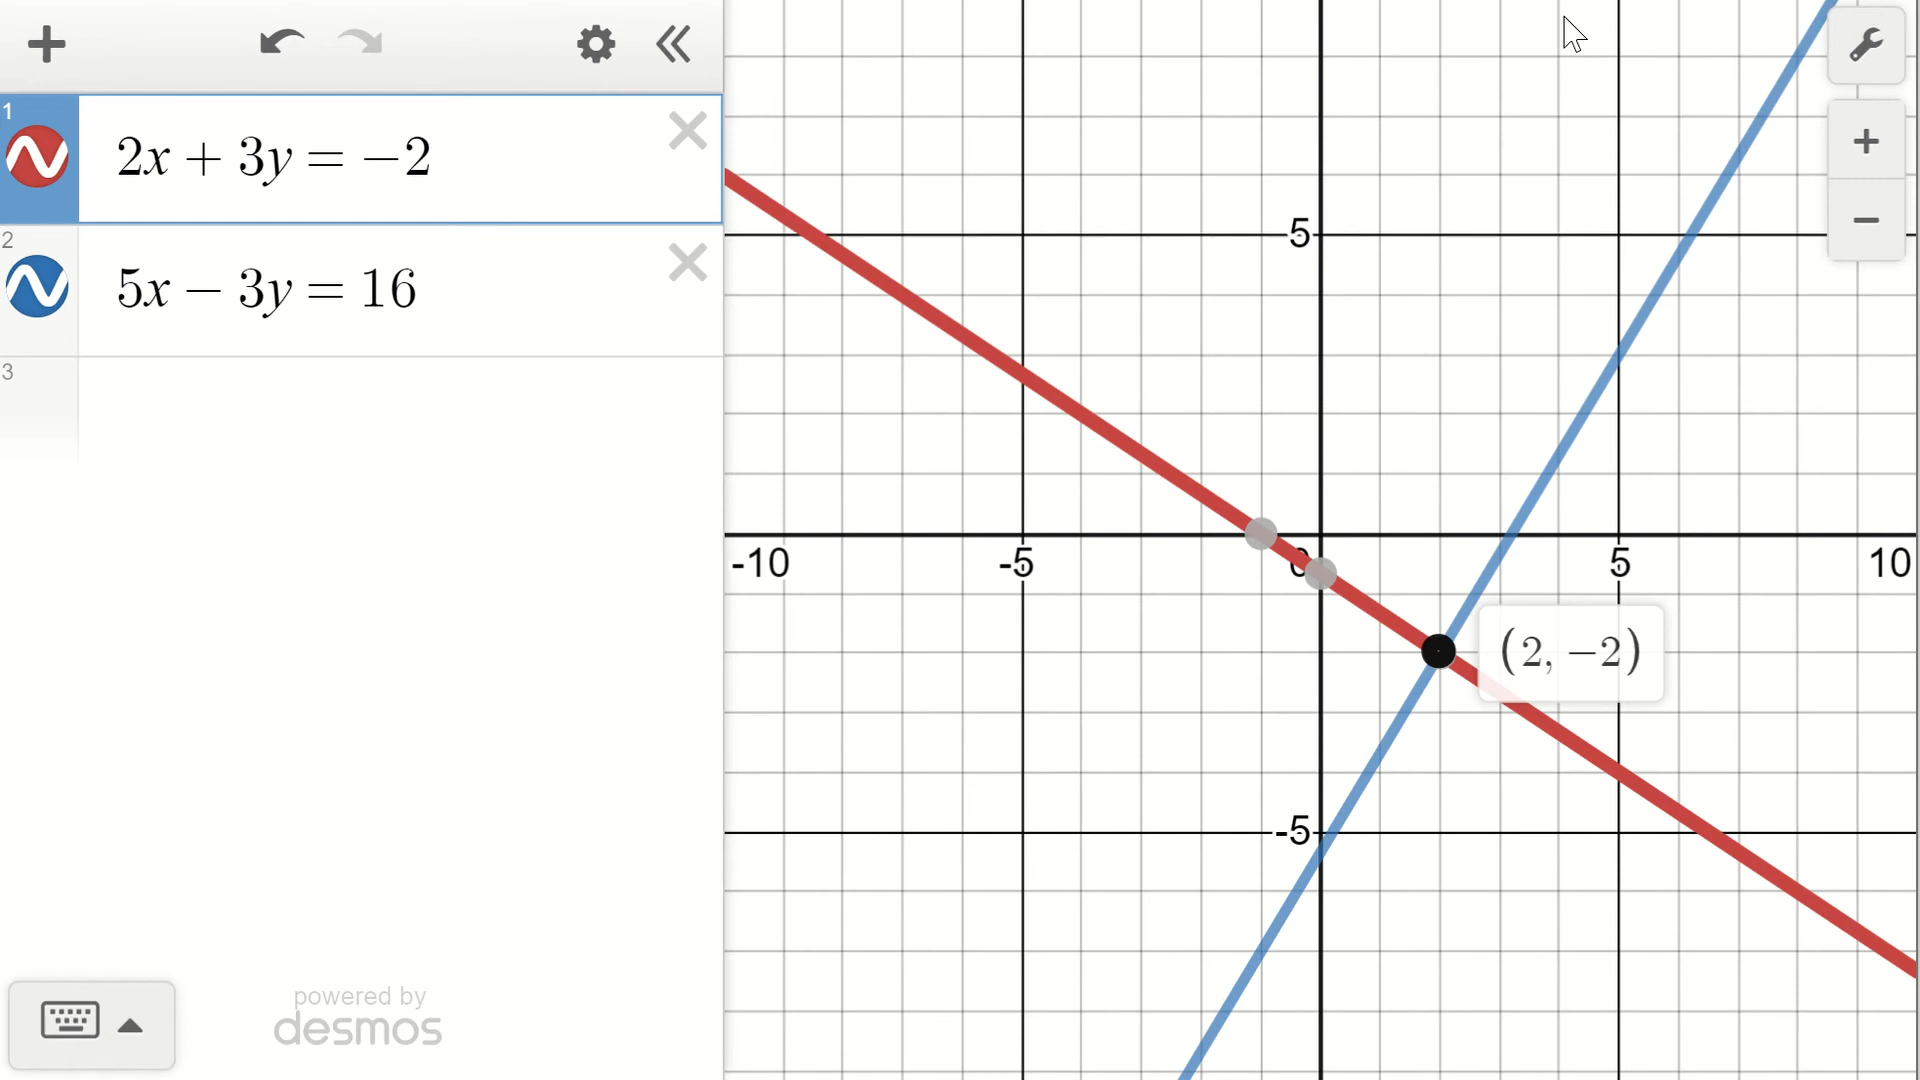 1
2x + 3y = −2
2
5x − 3y = 16
3
powered by
desmos
5
-10
-5
0
5
10
(2, −2)
-5